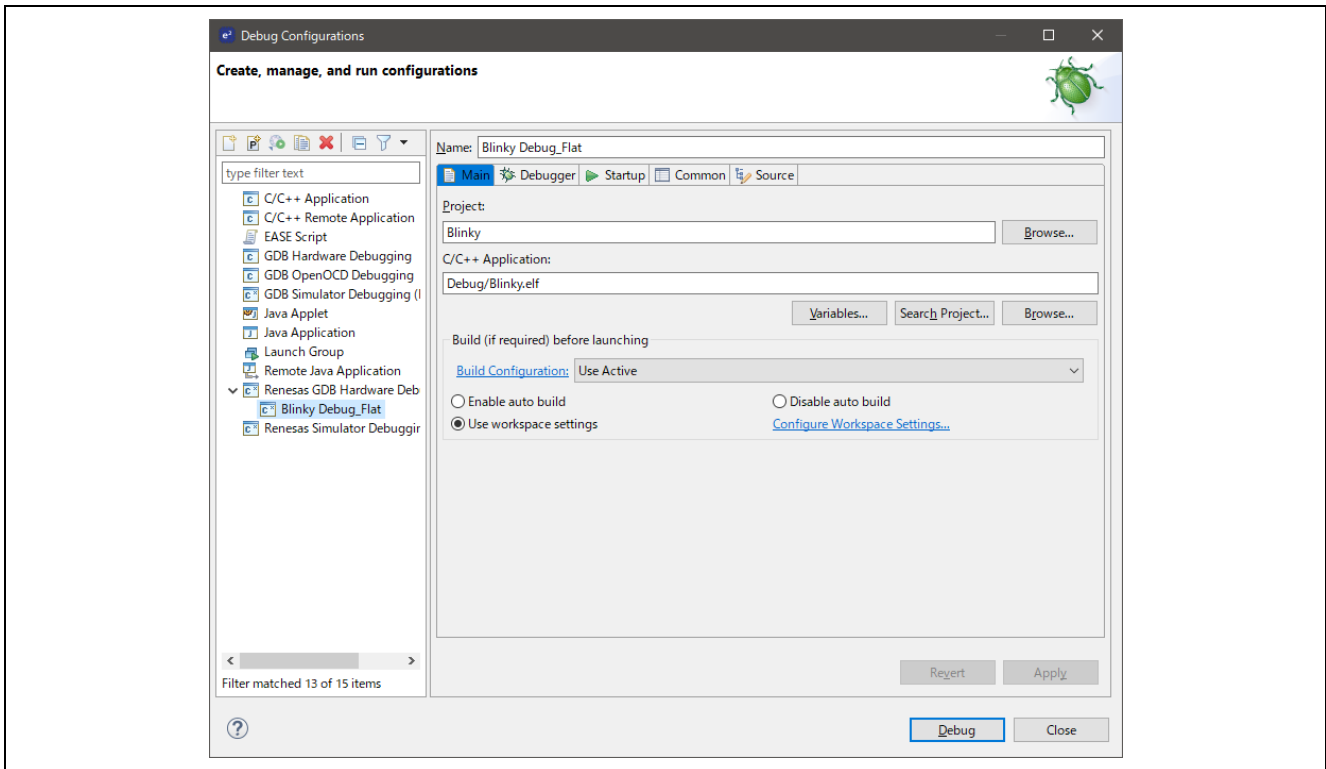 e² Debug Configurations
Create, manage, and run configurations
type filter text
C/C++ Application
C/C++ Remote Application
EASE Script
GDB Hardware Debugging
GDB OpenOCD Debugging
GDB Simulator Debugging (
Java Applet
Java Application
Launch Group
Remote Java Application
Renesas GDB Hardware Deb
Blinky Debug_Flat
Renesas Simulator Debuggir
Filter matched 13 of 15 items
Name: Blinky Debug_Flat
Main Debugger Startup Common Source
Project:
Blinky Browse...
C/C++ Application:
Debug/Blinky.elf
Variables... Search Project... Browse...
Build (if required) before launching
Build Configuration: Use Active
Enable auto build Disable auto build
Use workspace settings Configure Workspace Settings...
Revert Apply
Debug Close